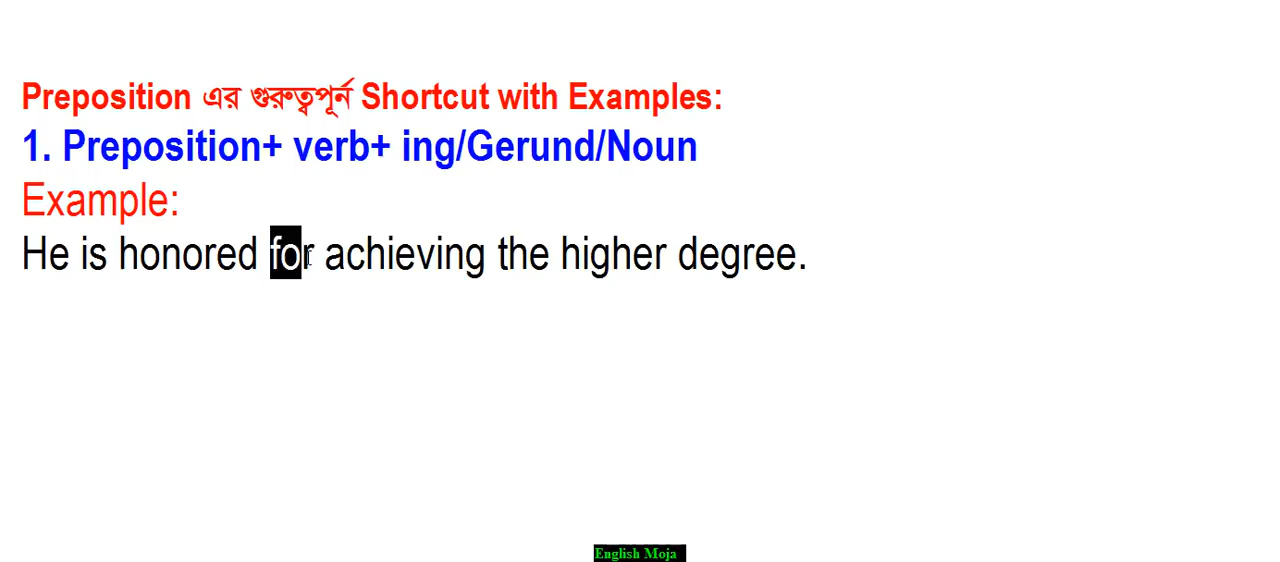 Preposition এর গুরুত্বপূর্ন Shortcut with Examples:
1. Preposition+ verb+ ing/Gerund/Noun
Example:
He is honored for achieving the higher degree.
English Moja